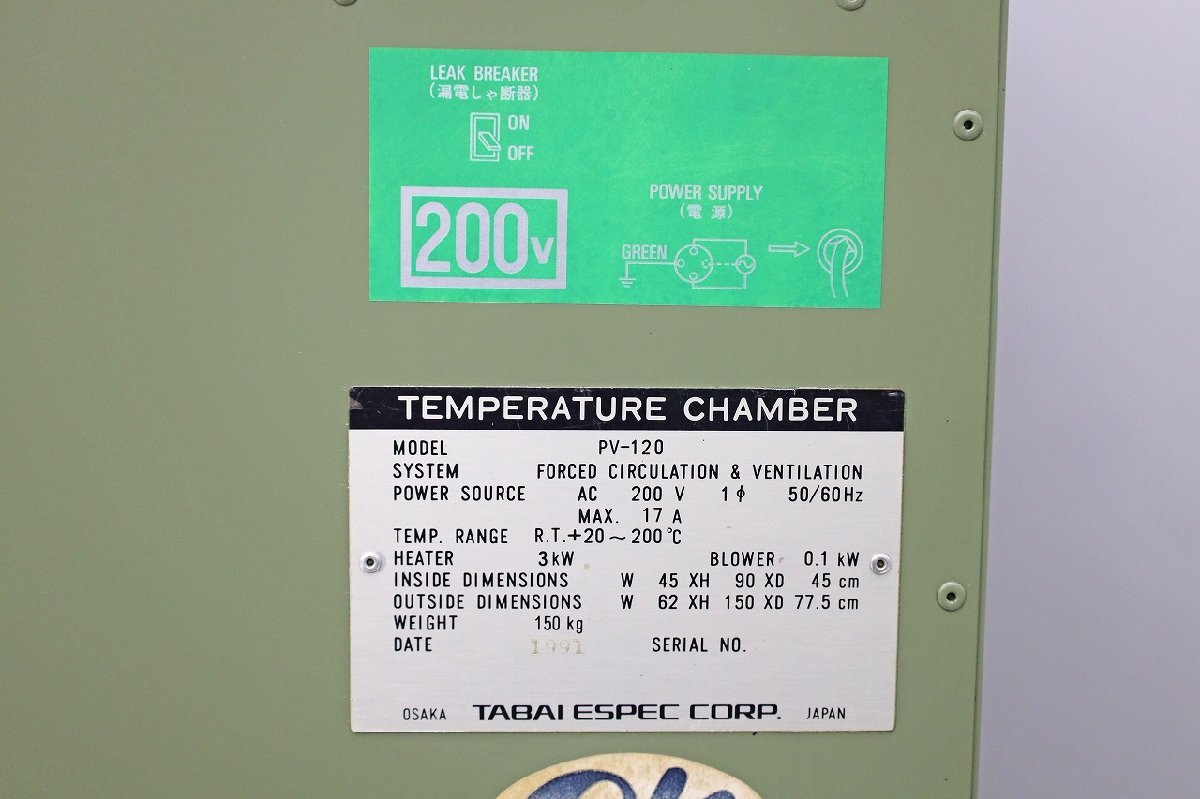 LEAK BREAKER
(漏電しゃ断器)
ON
OFF
200V
POWER SUPPLY
(電 源)
GREEN
TEMPERATURE CHAMBER
MODEL PV-120
SYSTEM FORCED CIRCULATION & VENTILATION
POWER SOURCE AC 200 V 1ϕ 50/60Hz
MAX. 17 A
TEMP. RANGE R.T.+20~200℃
HEATER 3kW BLOWER 0.1 kW
INSIDE DIMENSIONS W 45 XH 90 XD 45 cm
OUTSIDE DIMENSIONS W 62 XH 150 XD 77.5 cm
WEIGHT 150 kg
DATE 1991 SERIAL NO.
OSAKA TABAI ESPEC CORP. JAPAN